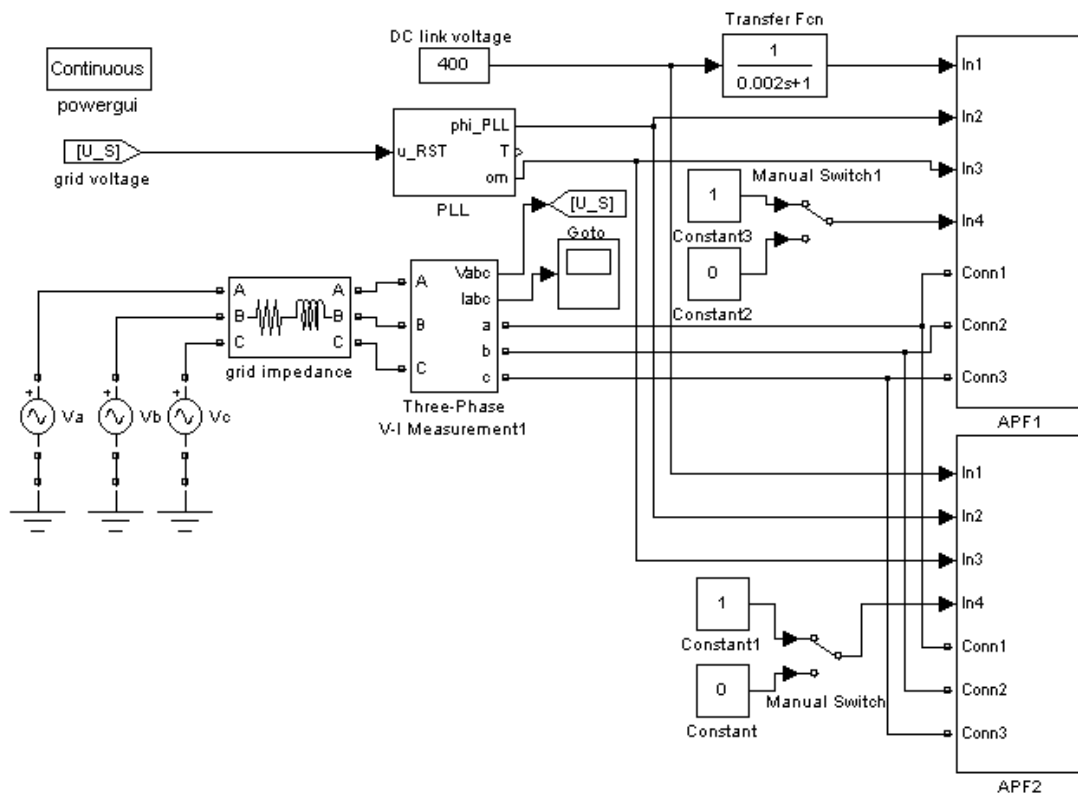 Transfer Fcn
DC link voltage
400
1
0.002s+1
In1
Continuous
powergui
[U_S]
grid voltage
u_RST
phi_PLL
T
om
PLL
In2
In3
Manual Switch1
1
Constant3
In4
0
Constant2
[U_S]
Goto
A
B
C
A
B
C
grid impedance
A
B
C
Vabc
Iabc
a
b
c
Three-Phase
V-I Measurement1
Conn1
Conn2
Conn3
APF1
+
Va
+
Vb
+
Vc
In1
In2
In3
In4
1
Constant1
0
Constant
Manual Switch
Conn1
Conn2
Conn3
APF2